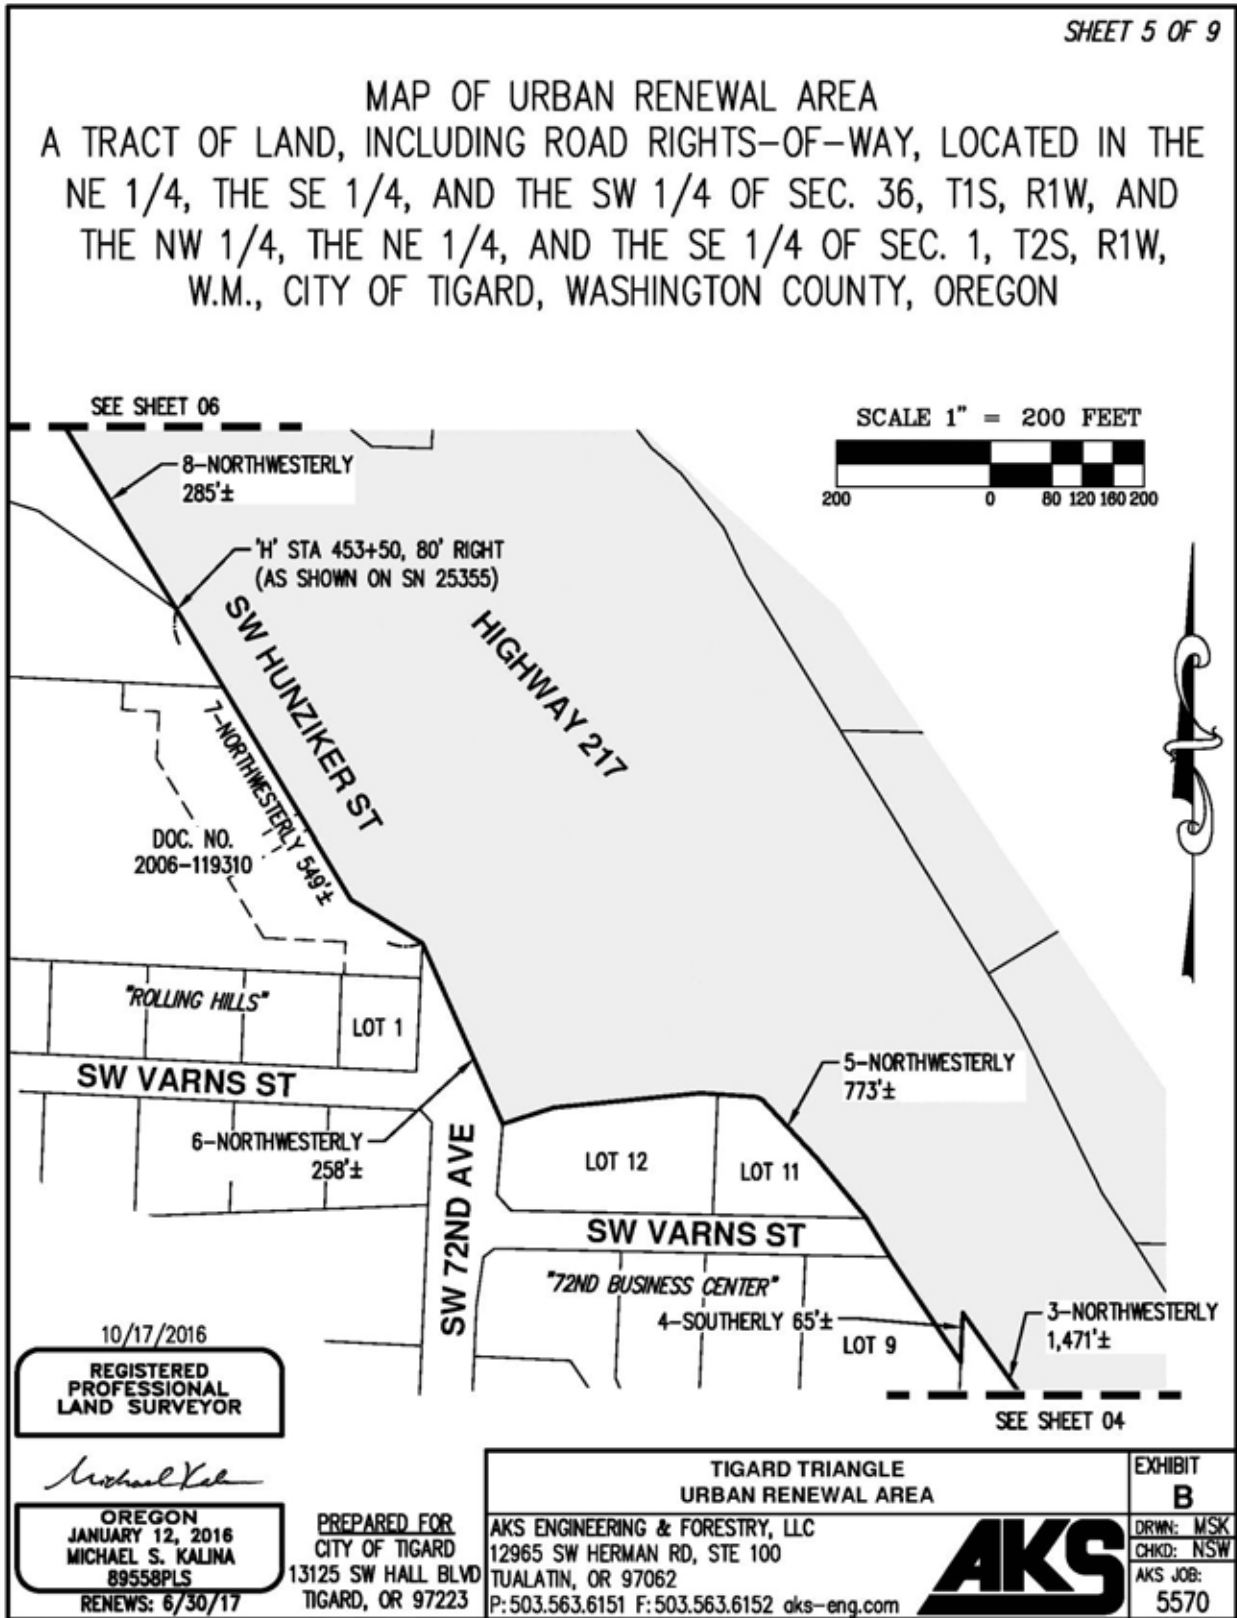 SHEET 5 OF 9
MAP OF URBAN RENEWAL AREA
A TRACT OF LAND, INCLUDING ROAD RIGHTS-OF-WAY, LOCATED IN THE
NE 1/4, THE SE 1/4, AND THE SW 1/4 OF SEC. 36, T1S, R1W, AND
THE NW 1/4, THE NE 1/4, AND THE SE 1/4 OF SEC. 1, T2S, R1W,
W.M., CITY OF TIGARD, WASHINGTON COUNTY, OREGON
SEE SHEET 06
SCALE 1" = 200 FEET
200 0 80 120 160 200
8-NORTHWESTERLY
285'±
'H' STA 453+50, 80' RIGHT
(AS SHOWN ON SN 25355)
SW HUNZIKER ST
HIGHWAY 217
7-NORTHWESTERLY 549'±
DOC. NO.
2006-119310
"ROLLING HILLS"
LOT 1
SW VARNS ST
5-NORTHWESTERLY
773'±
6-NORTHWESTERLY
258'±
SW 72ND AVE
LOT 12
LOT 11
SW VARNS ST
"72ND BUSINESS CENTER"
4-SOUTHERLY 65'±
LOT 9
3-NORTHWESTERLY
1,471'±
SEE SHEET 04
10/17/2016
REGISTERED
PROFESSIONAL
LAND SURVEYOR
Michael Kalina
OREGON
JANUARY 12, 2016
MICHAEL S. KALINA
89558PLS
RENEWS: 6/30/17
PREPARED FOR
CITY OF TIGARD
13125 SW HALL BLVD
TIGARD, OR 97223
TIGARD TRIANGLE
URBAN RENEWAL AREA
AKS ENGINEERING & FORESTRY, LLC
12965 SW HERMAN RD, STE 100
TUALATIN, OR 97062
P: 503.563.6151 F: 503.563.6152 aks-eng.com
AKS
EXHIBIT
B
DRWN: MSK
CHKD: NSW
AKS JOB:
5570